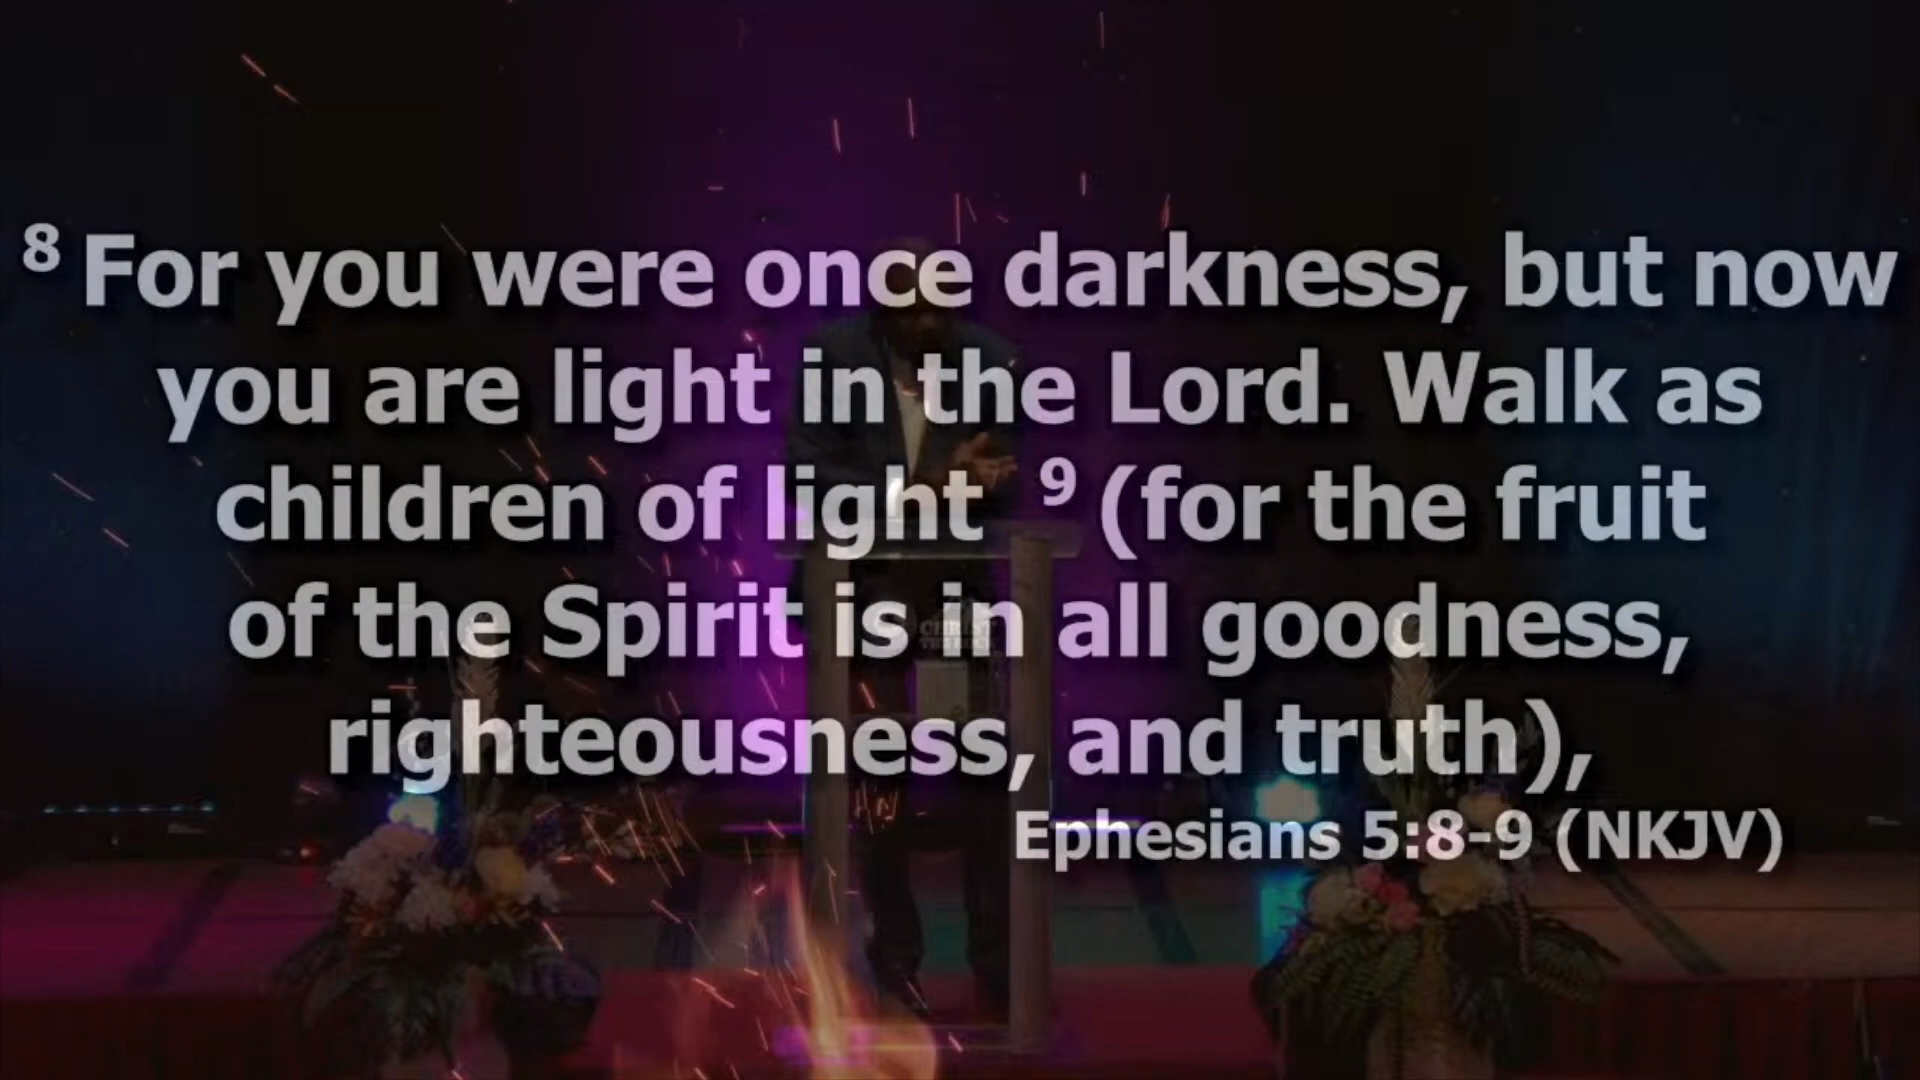 8 For you were once darkness, but now
you are light in the Lord. Walk as
children of light 9 (for the fruit
of the Spirit is in all goodness,
righteousness, and truth),
Ephesians 5:8-9 (NKJV)
CHRIST